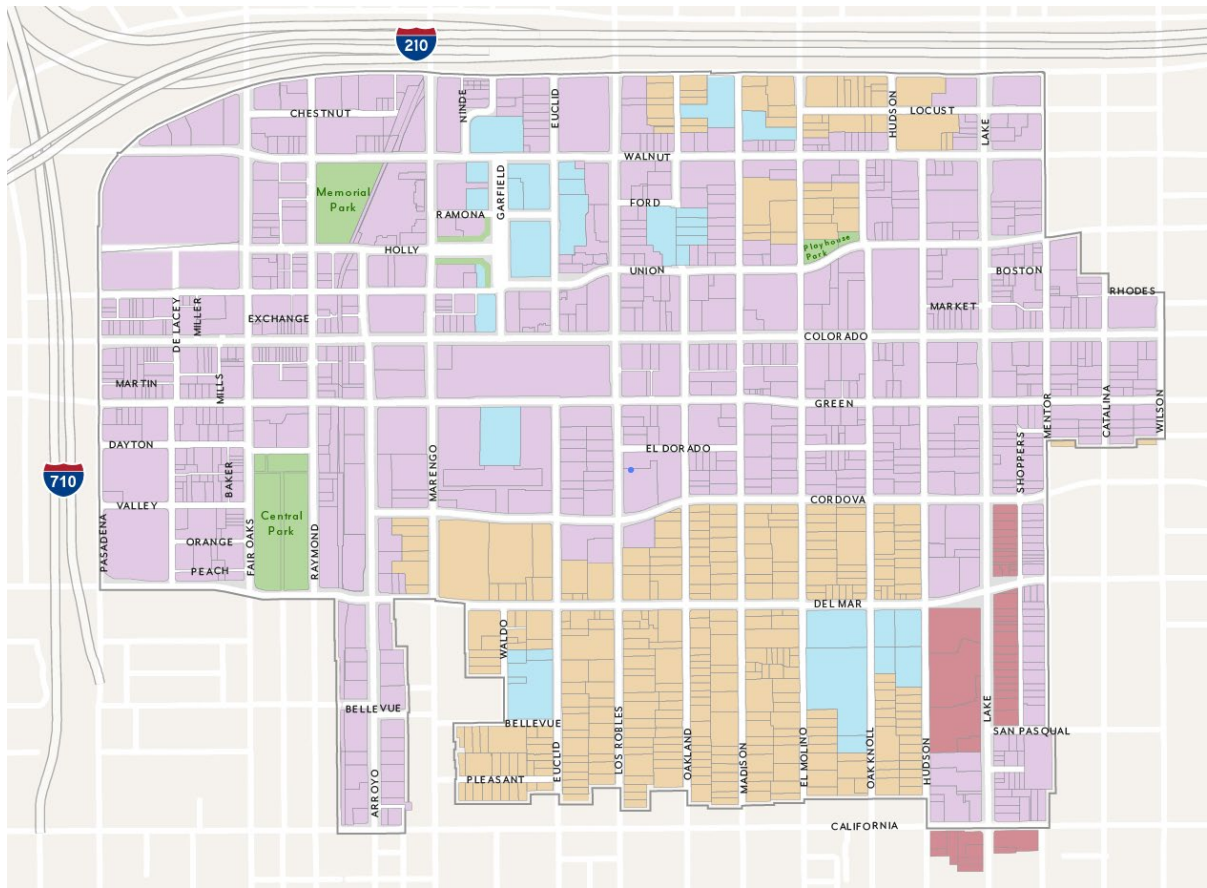 210
CHESTNUT
NINDE
EUCLID
HUDSON
LOCUST
LAKE
WALNUT
Memorial
Park
GARFIELD
RAMONA
FORD
HOLLY
Playhouse
Park
UNION
BOSTON
RHODES
DE LACEY
MILLER
EXCHANGE
MARKET
COLORADO
MARTIN
MILLS
GREEN
MENTOR
CATALINA
WILSON
DAYTON
EL DORADO
SHOPPERS
MARENGO
BAKER
710
VALLEY
CORDOVA
Central
Park
PASADENA
ORANGE
FAIR OAKS
RAYMOND
PEACH
DEL MAR
WALDO
BELLEVUE
BELLEVUE
LAKE
SAN PASQUAL
EUCLID
LOS ROBLES
OAKLAND
MADISON
EL MOLINO
OAK KNOLL
HUDSON
PLEASANT
ARROYO
CALIFORNIA